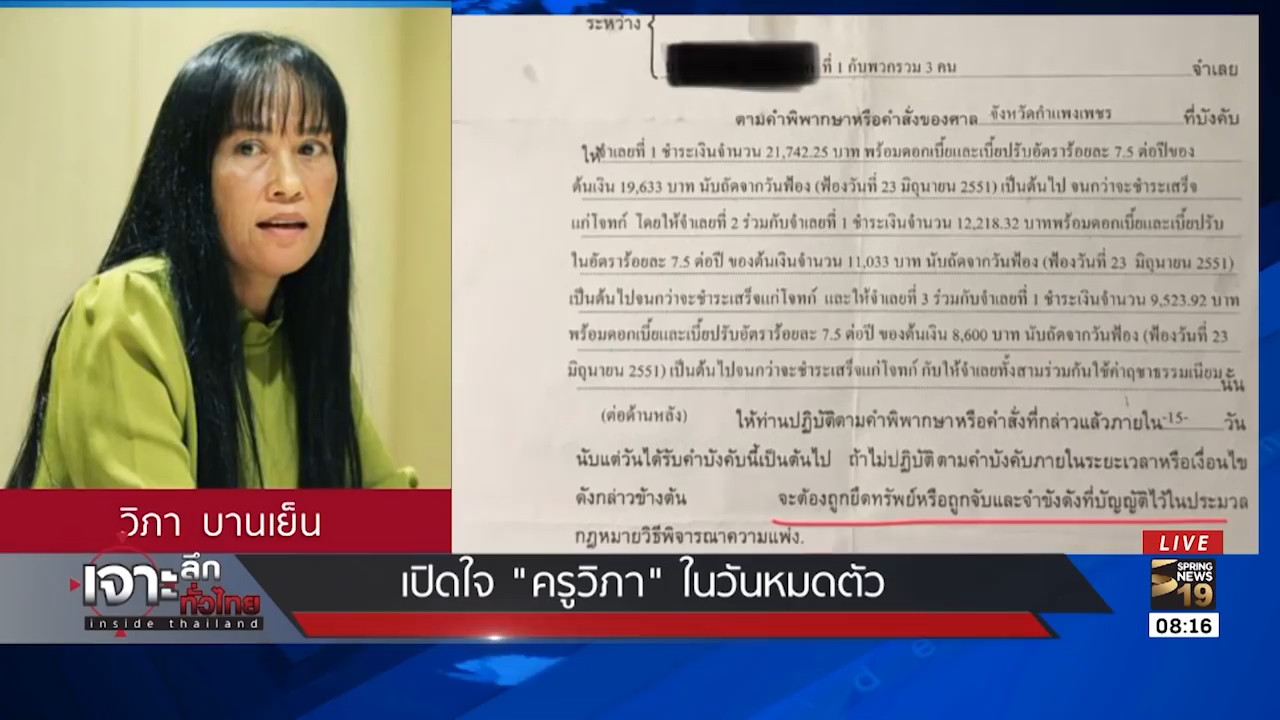 ระหว่าง
ที่ 1 กับพวกรวม 3 คน จำเลย
ตามคำพิพากษาหรือคำสั่งของศาล จังหวัดกำแพงเพชร ที่บังคับ
ให้จำเลยที่ 1 ชำระเงินจำนวน 21,742.25 บาท พร้อมดอกเบี้ยและเบี้ยปรับอัตราร้อยละ 7.5 ต่อปีของ
ต้นเงิน 19,633 บาท นับถัดจากวันฟ้อง (ฟ้องวันที่ 23 มิถุนายน 2551) เป็นต้นไป จนกว่าจะชำระเสร็จ
แก่โจทก์ โดยให้จำเลยที่ 2 ร่วมกับจำเลยที่ 1 ชำระเงินจำนวน 12,218.32 บาทพร้อมดอกเบี้ยและเบี้ยปรับ
ในอัตราร้อยละ 7.5 ต่อปี ของต้นเงินจำนวน 11,033 บาท นับถัดจากวันฟ้อง (ฟ้องวันที่ 23 มิถุนายน 2551)
เป็นต้นไปจนกว่าจะชำระเสร็จแก่โจทก์ และให้จำเลยที่ 3 ร่วมกับจำเลยที่ 1 ชำระเงินจำนวน 9,523.92 บาท
พร้อมดอกเบี้ยและเบี้ยปรับอัตราร้อยละ 7.5 ต่อปี ของต้นเงิน 8,600 บาท นับถัดจากวันฟ้อง (ฟ้องวันที่ 23
มิถุนายน 2551) เป็นต้นไปจนกว่าจะชำระเสร็จแก่โจทก์ กับให้จำเลยทั้งสามร่วมกันใช้ค่าฤชาธรรมเนียม นั้น
(ต่อด้านหลัง) ให้ท่านปฏิบัติตามคำพิพากษาหรือคำสั่งที่กล่าวแล้วภายใน -15- วัน
นับแต่วันได้รับคำบังคับนี้เป็นต้นไป ถ้าไม่ปฏิบัติตามคำบังคับภายในระยะเวลาหรือเงื่อนไข
ดังกล่าวข้างต้น จะต้องถูกยึดทรัพย์หรือถูกจับและจำขังดังที่บัญญัติไว้ในประมวล
กฎหมายวิธีพิจารณาความแพ่ง.
วิภา บานเย็น
เจาะลึกทั่วไทย
inside thailand
เปิดใจ "ครูวิภา" ในวันหมดตัว
LIVE
SPRING
NEWS
19
08:16